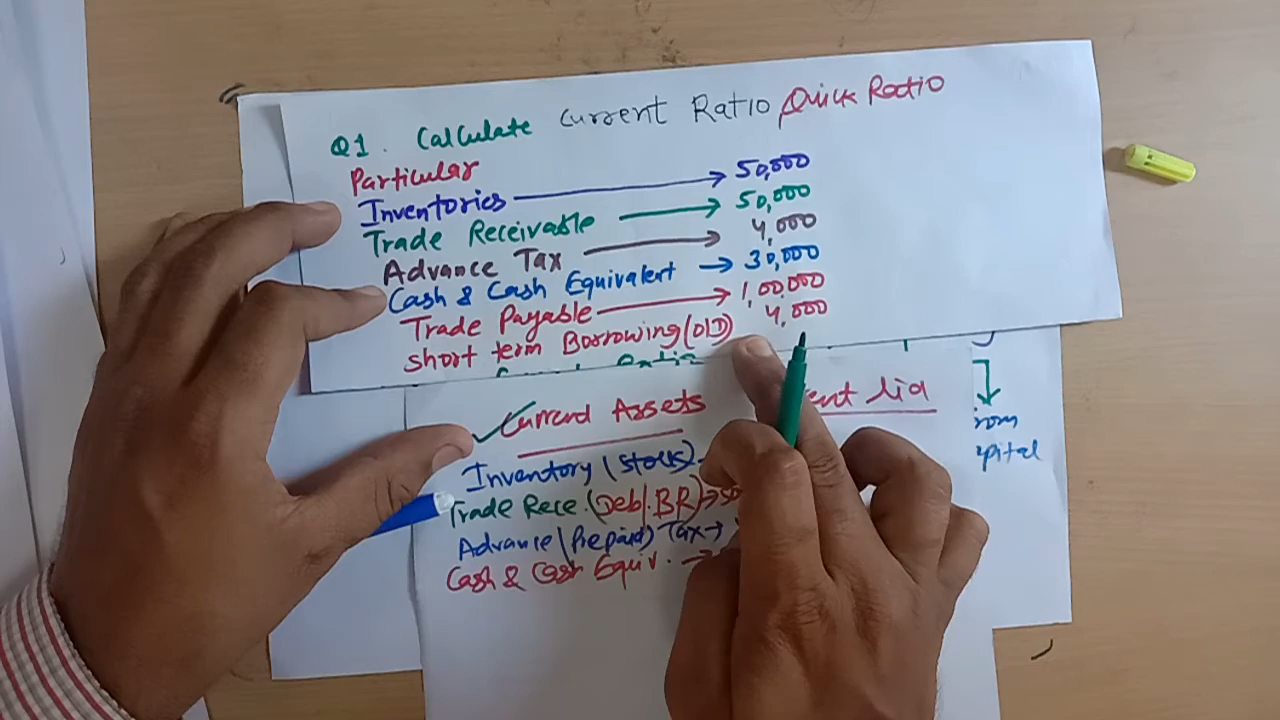 Q1. Calculate Current Ratio Quick Ratio
Particular
Inventories → 50,000
Trade Receivable → 50,000
Advance Tax → 4,000
Cash & Cash Equivalent → 30,000
Trade Payable → 1,00,000
short term Borrowing (O/D) 4,000
Current Assets
Inventory (Stock)
Trade Rece. (Deb/. BR) → 50
Advance (Prepaid) Tax →
Cash & Cash Equiv. →